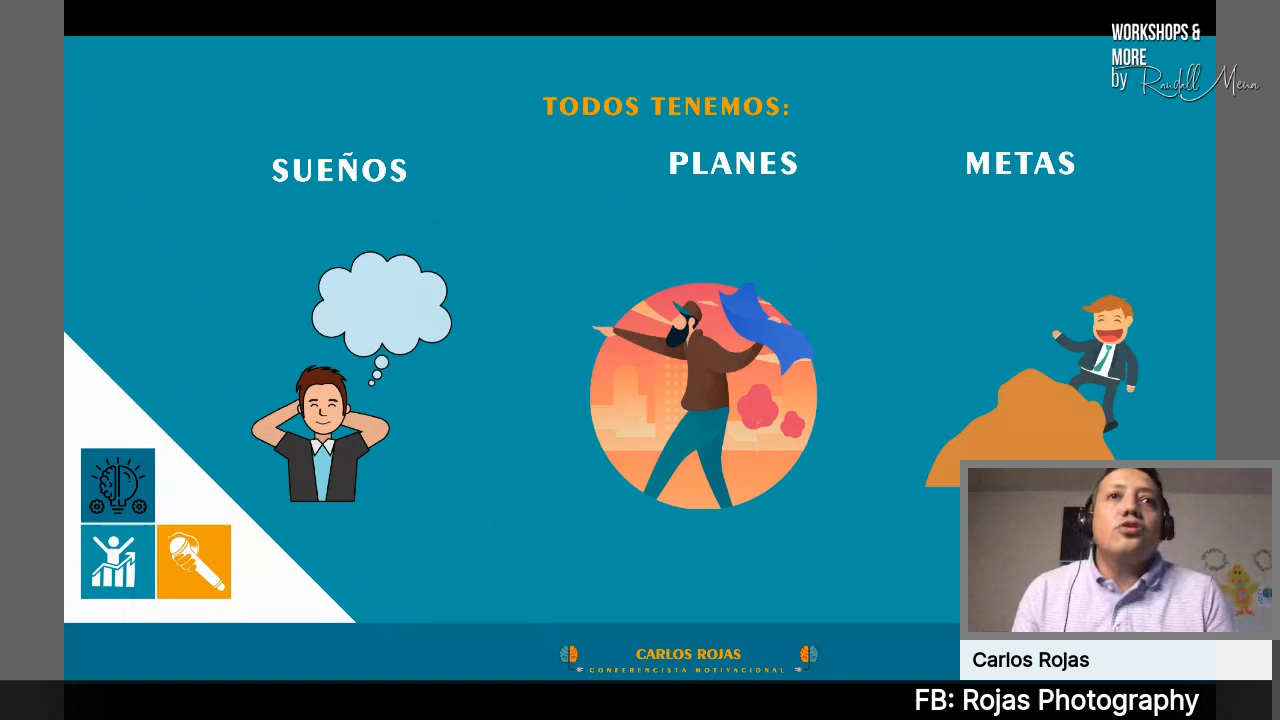 WORKSHOPS &
MORE
by Randall Mena
TODOS TENEMOS:
SUEÑOS
PLANES
METAS
CARLOS ROJAS
CONFERENCISTA MOTIVACIONAL
Carlos Rojas
FB: Rojas Photography